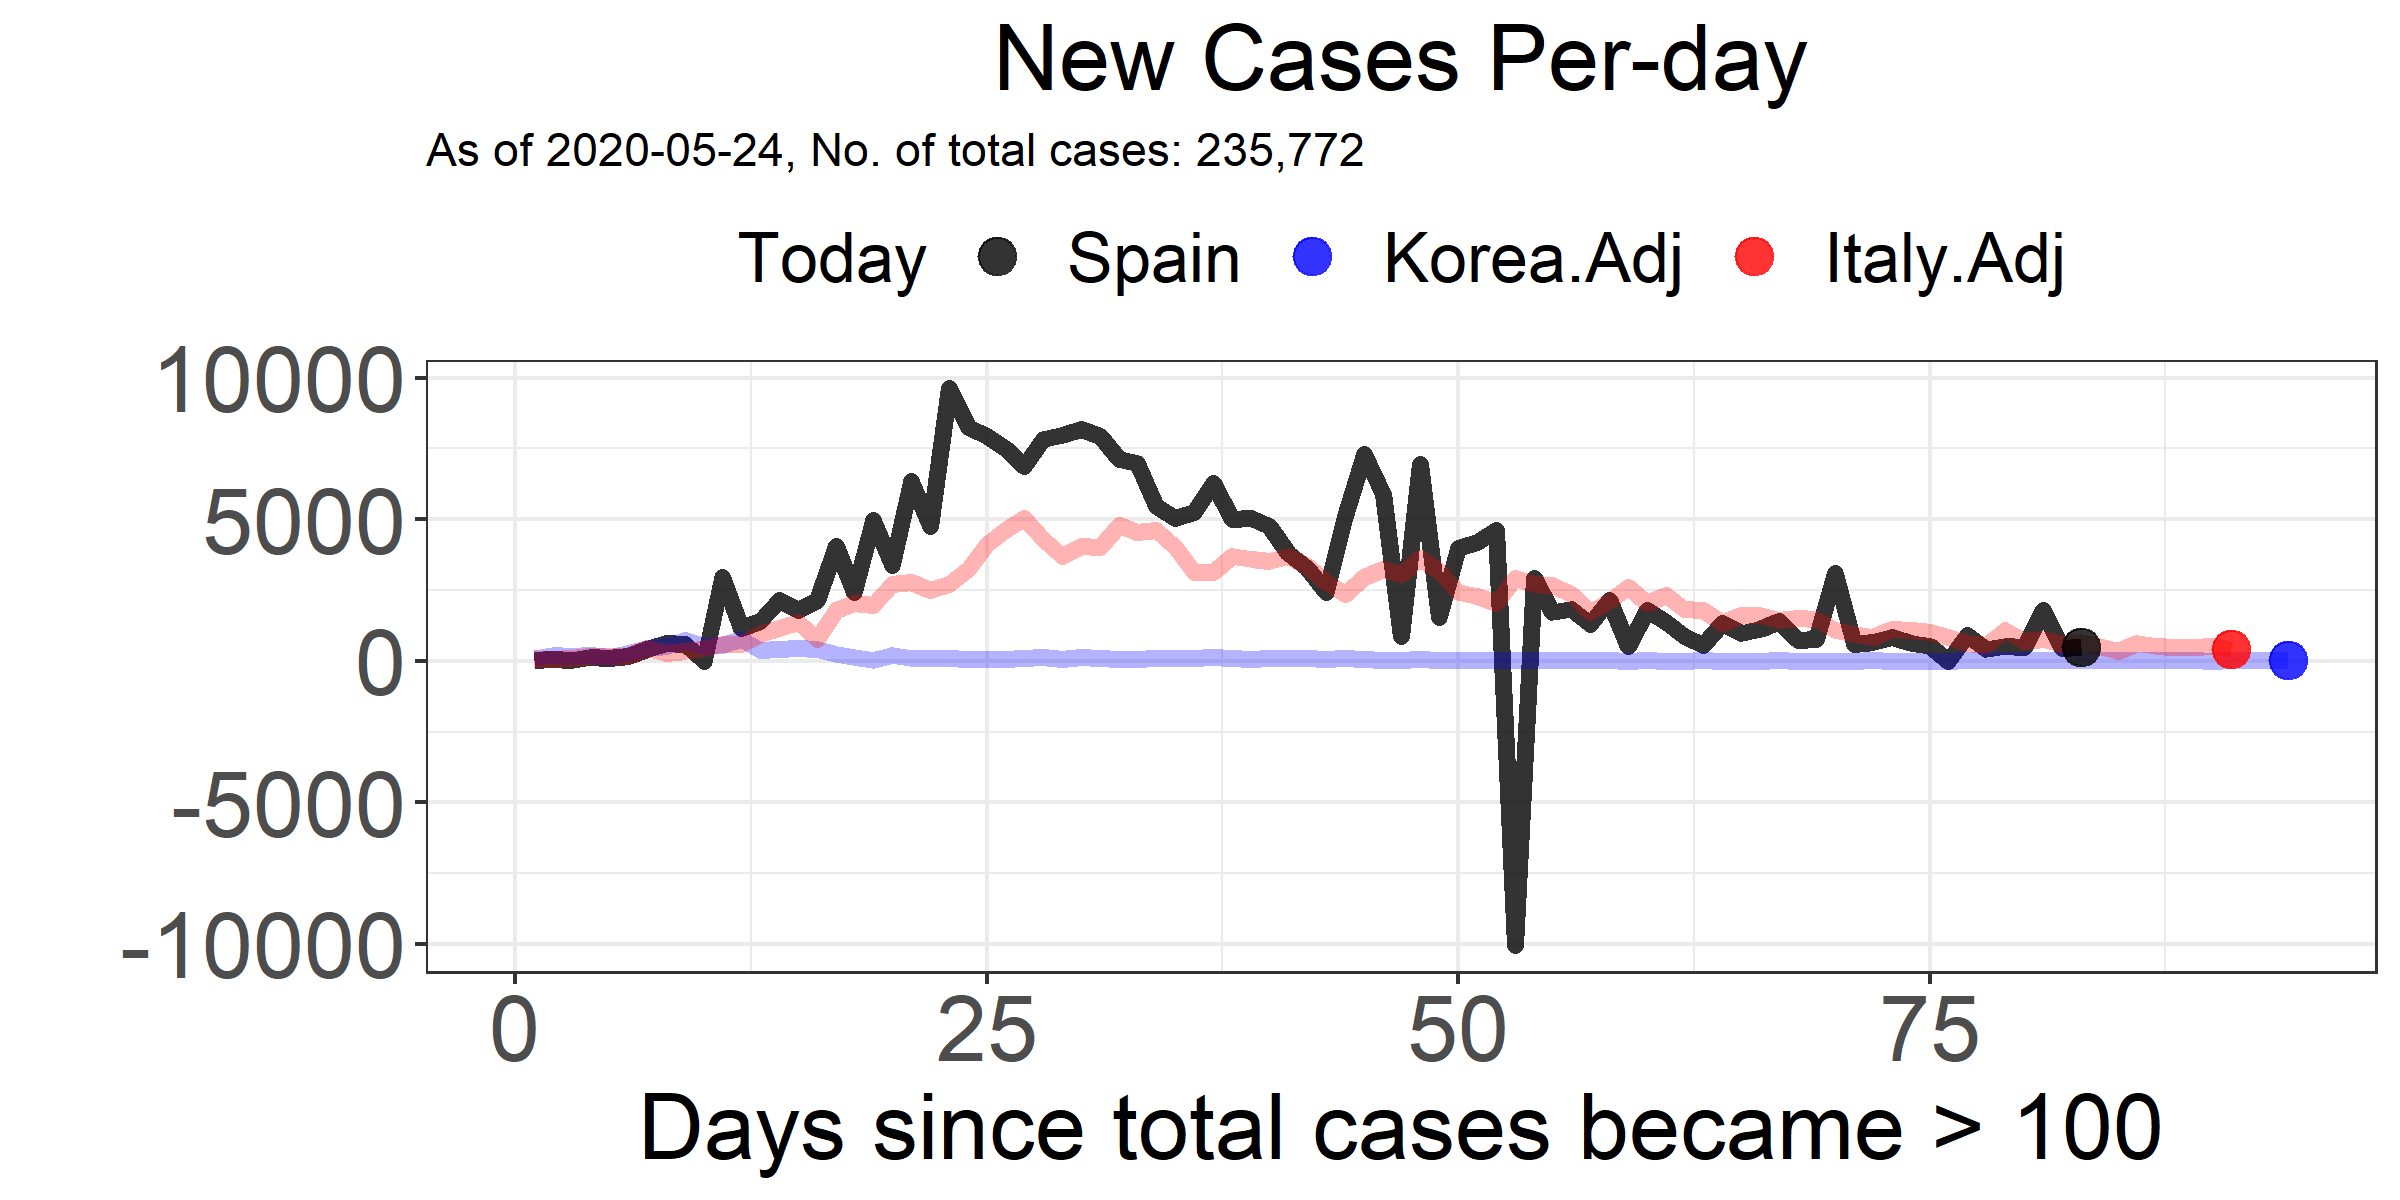 New Cases Per-day
As of 2020-05-24, No. of total cases: 235,772
Today Spain Korea.Adj Italy.Adj
10000
5000
0
-5000
-10000
0 25 50 75
Days since total cases became > 100